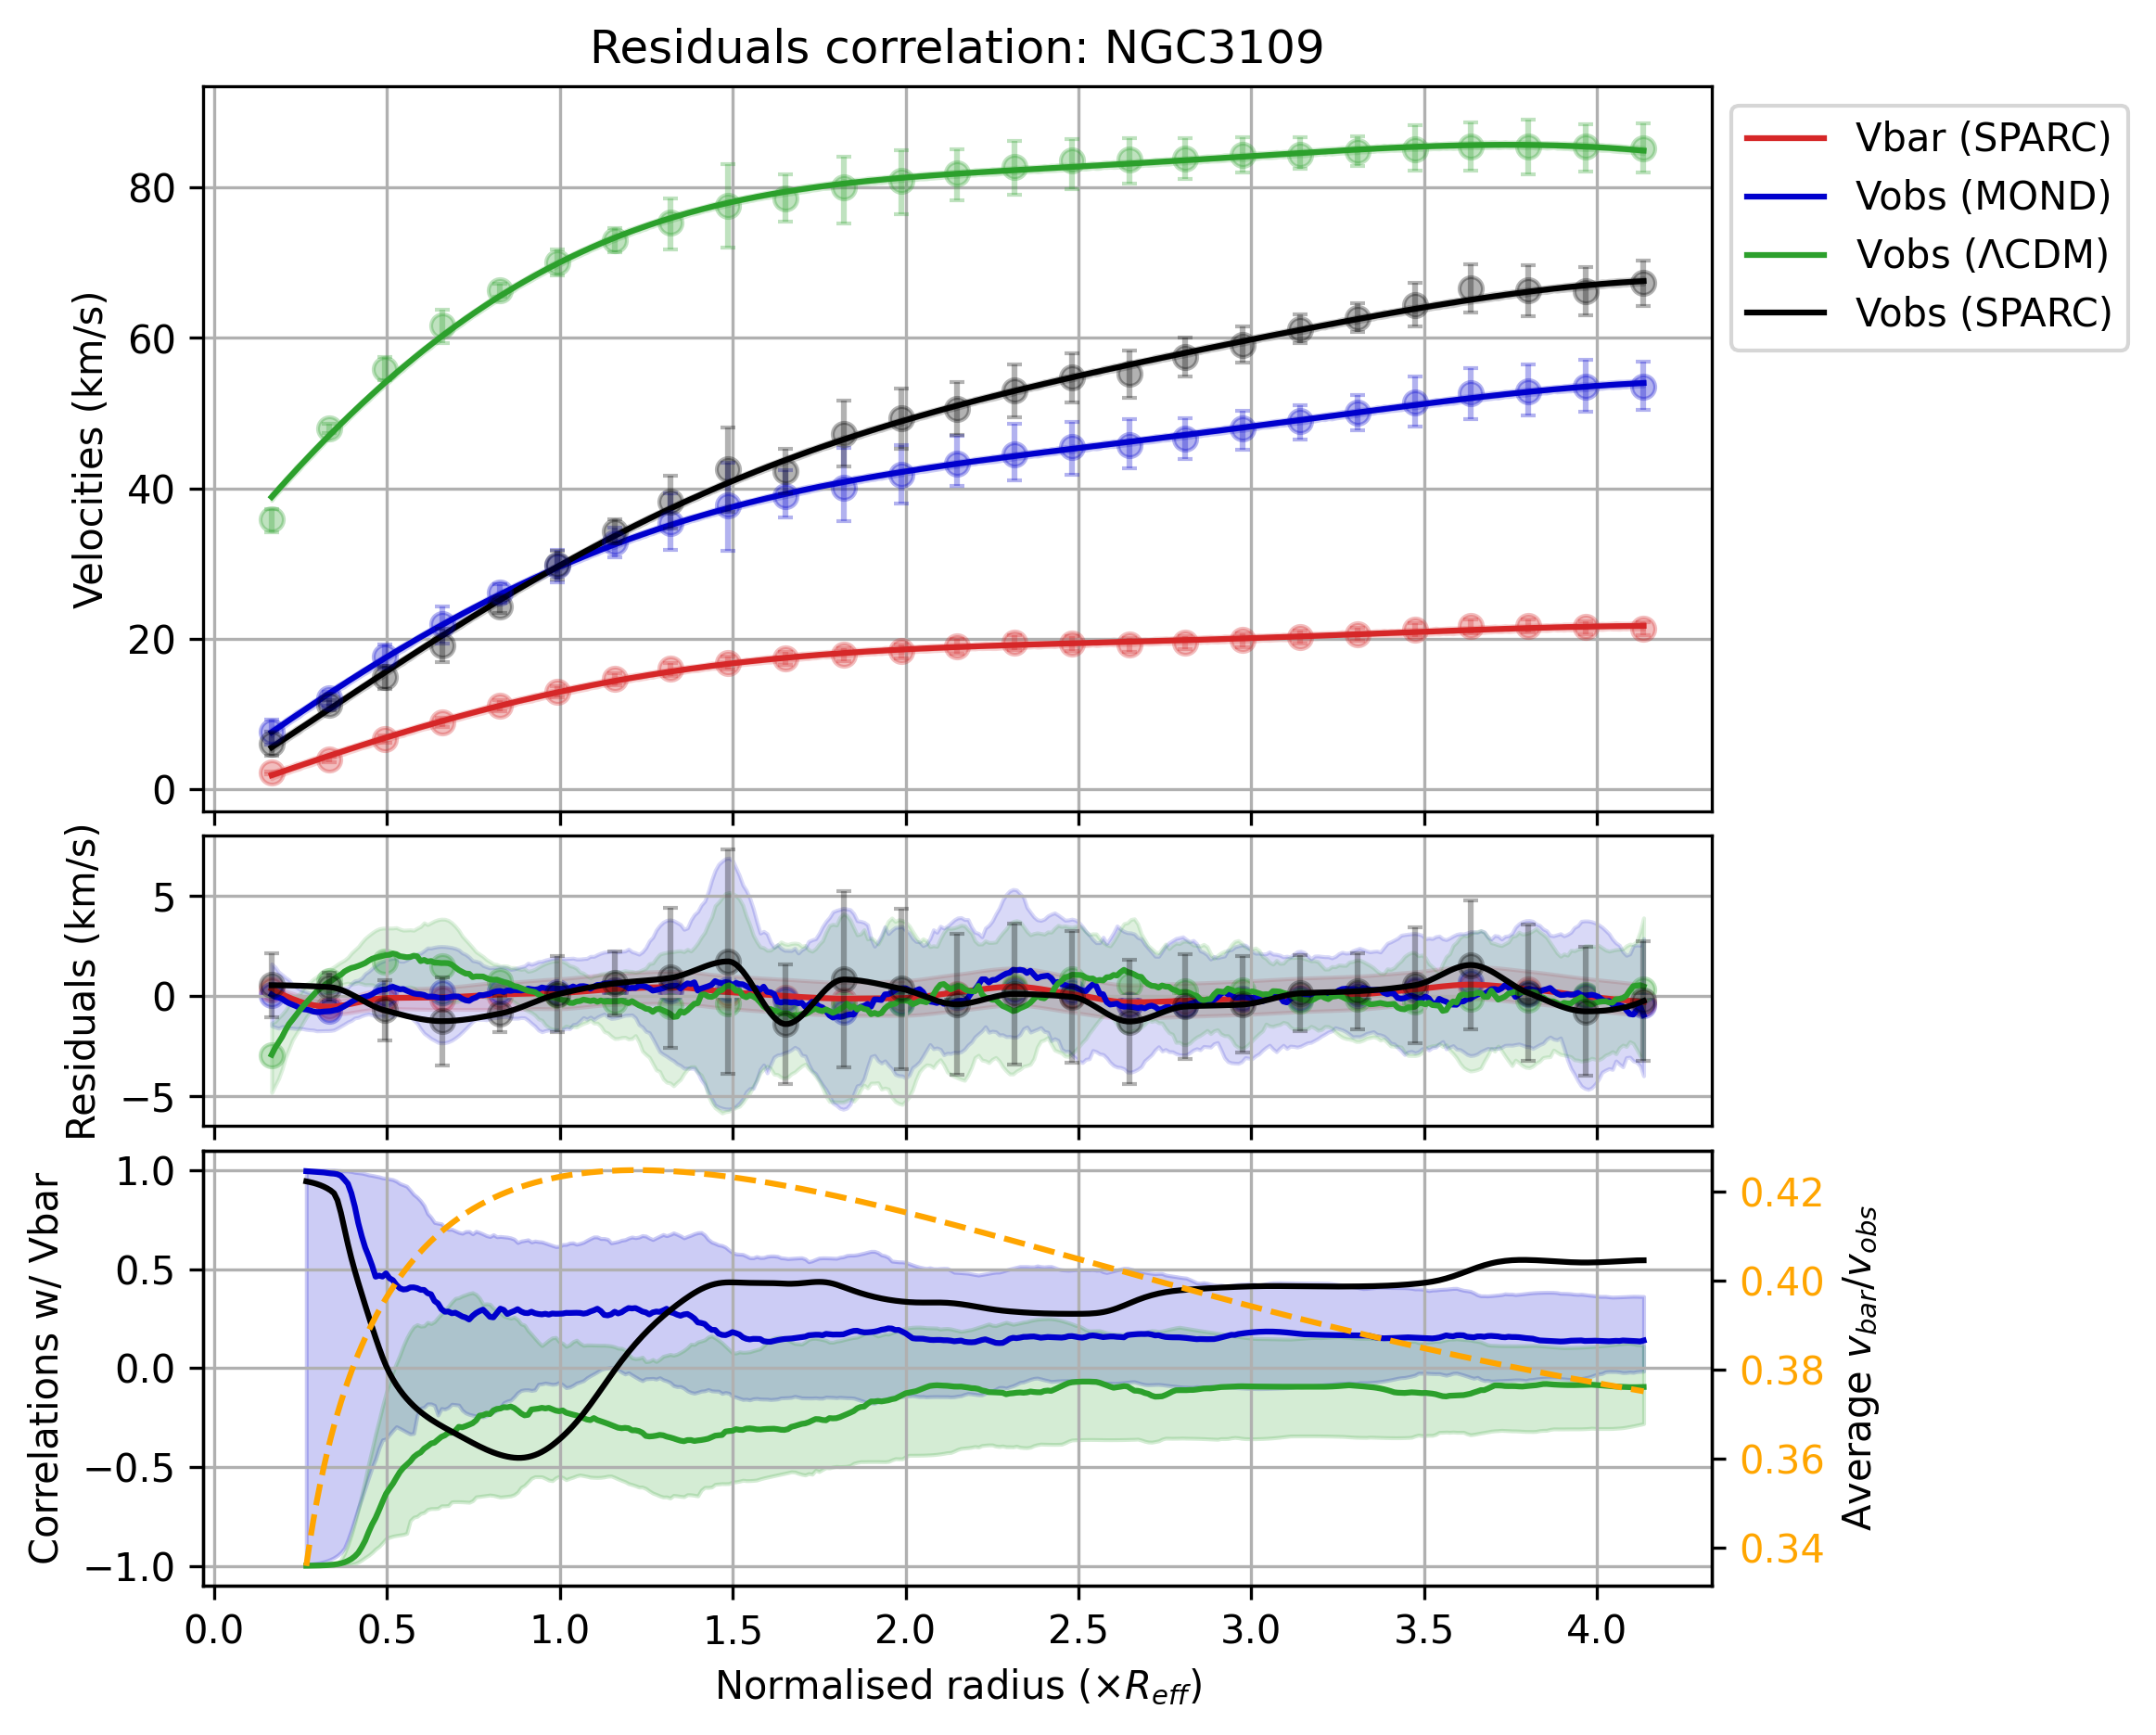 Residuals correlation: NGC3109
Velocities (km/s)
80
60
40
20
0
Vbar (SPARC)
Vobs (MOND)
Vobs (ΛCDM)
Vobs (SPARC)
Residuals (km/s)
5
0
−5
Correlations w/ Vbar
1.0
0.5
0.0
−0.5
−1.0
0.42
0.40
0.38
0.36
0.34
Average v_bar/v_obs
0.0 0.5 1.0 1.5 2.0 2.5 3.0 3.5 4.0
Normalised radius (×R_eff)